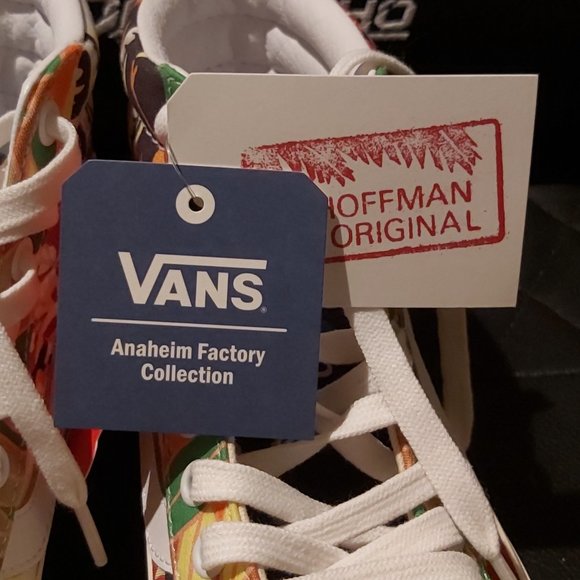 HOFFMAN
ORIGINAL
VANS
Anaheim Factory
Collection